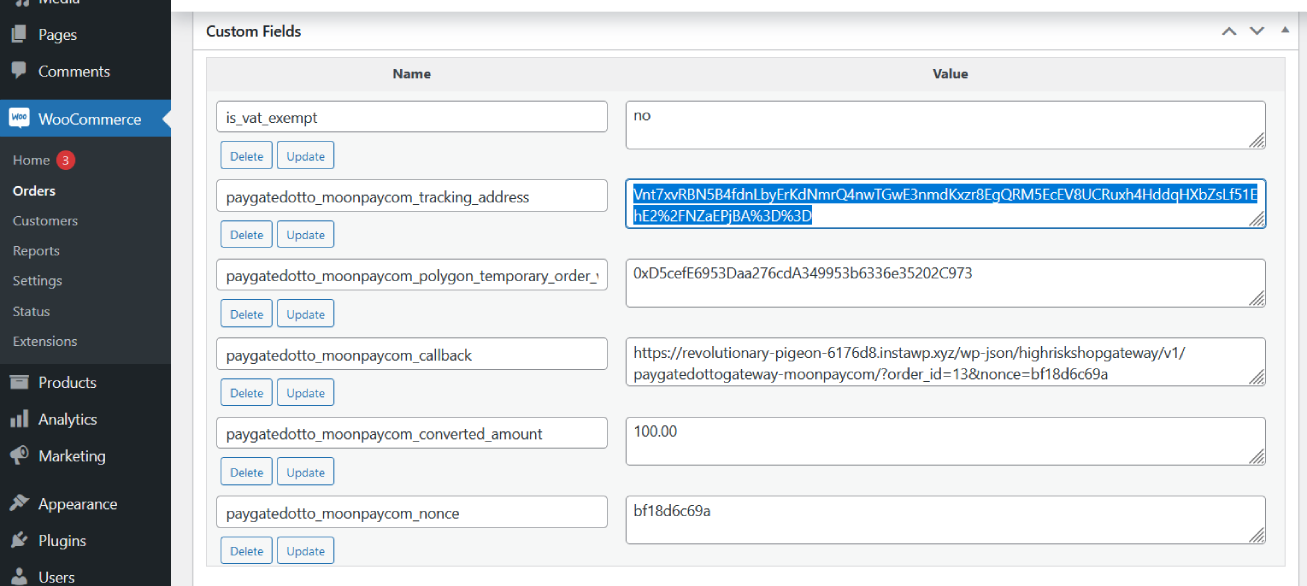 Media
Pages
Comments
Woo WooCommerce
Home 3
Orders
Customers
Reports
Settings
Status
Extensions
Products
Analytics
Marketing
Appearance
Plugins
Users
Custom Fields
Name Value
is_vat_exempt no
Delete Update
paygatedotto_moonpaycom_tracking_address Vnt7xvRBN5B4fdnLbyErKdNmrQ4nwTGwE3nmdKxzr8EgQRM5EcEV8UCRuxh4HddqHXbZsLf51E
hE2%2FNZaEPjBA%3D%3D
Delete Update
paygatedotto_moonpaycom_polygon_temporary_order_ 0xD5cefE6953Daa276cdA349953b6336e35202C973
Delete Update
paygatedotto_moonpaycom_callback https://revolutionary-pigeon-6176d8.instawp.xyz/wp-json/highriskshopgateway/v1/
paygatedottogateway-moonpaycom/?order_id=13&nonce=bf18d6c69a
Delete Update
paygatedotto_moonpaycom_converted_amount 100.00
Delete Update
paygatedotto_moonpaycom_nonce bf18d6c69a
Delete Update